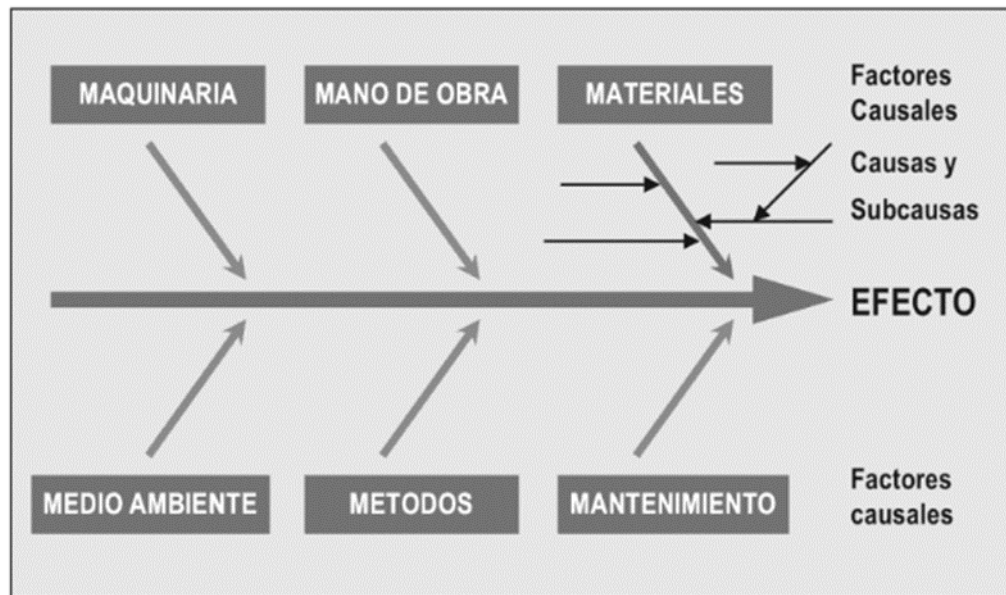 MAQUINARIA
MANO DE OBRA
MATERIALES
Factores
Causales
Causas y
Subcausas
EFECTO
MEDIO AMBIENTE
METODOS
MANTENIMIENTO
Factores
causales